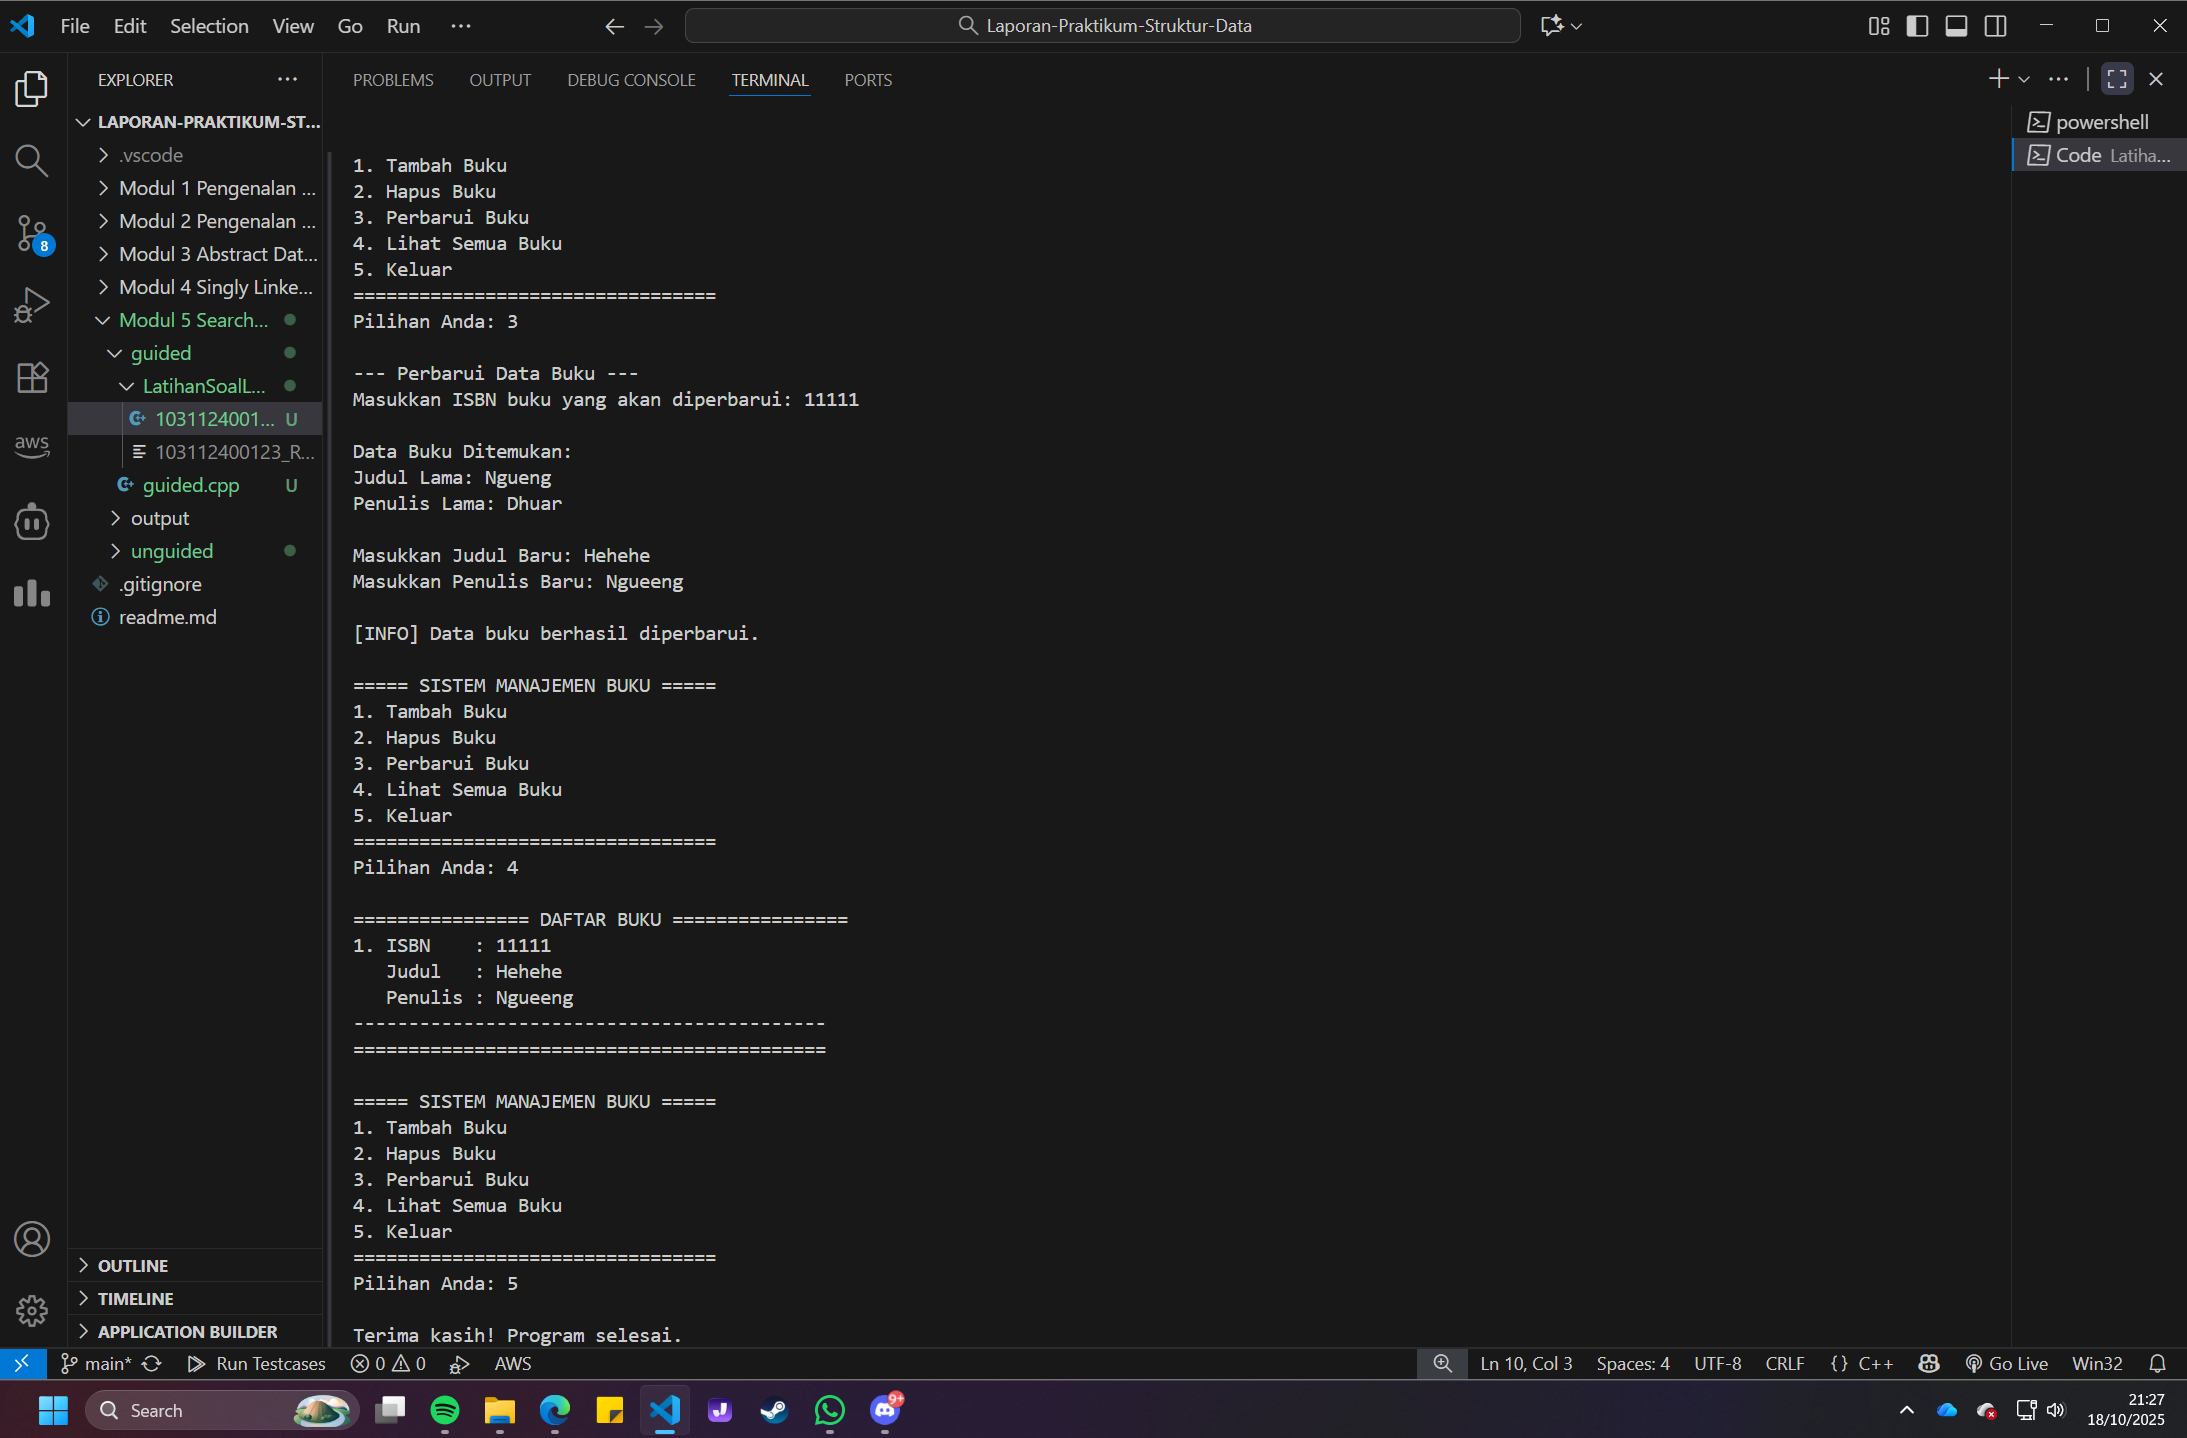 File Edit Selection View Go Run ···
Laporan-Praktikum-Struktur-Data
EXPLORER
LAPORAN-PRAKTIKUM-ST...
.vscode
Modul 1 Pengenalan ...
Modul 2 Pengenalan ...
Modul 3 Abstract Dat...
Modul 4 Singly Linke...
Modul 5 Search...
guided
LatihanSoalL...
1031124001... U
103112400123_R...
guided.cpp U
output
unguided
.gitignore
readme.md
OUTLINE
TIMELINE
APPLICATION BUILDER
8
aws
PROBLEMS OUTPUT DEBUG CONSOLE TERMINAL PORTS
powershell
Code Latiha...
1. Tambah Buku
2. Hapus Buku
3. Perbarui Buku
4. Lihat Semua Buku
5. Keluar
=================================
Pilihan Anda: 3
--- Perbarui Data Buku ---
Masukkan ISBN buku yang akan diperbarui: 11111
Data Buku Ditemukan:
Judul Lama: Ngueng
Penulis Lama: Dhuar
Masukkan Judul Baru: Hehehe
Masukkan Penulis Baru: Ngueeng
[INFO] Data buku berhasil diperbarui.
===== SISTEM MANAJEMEN BUKU =====
1. Tambah Buku
2. Hapus Buku
3. Perbarui Buku
4. Lihat Semua Buku
5. Keluar
=================================
Pilihan Anda: 4
================ DAFTAR BUKU ================
1. ISBN    : 11111
   Judul   : Hehehe
   Penulis : Ngueeng
-------------------------------------------
===========================================
===== SISTEM MANAJEMEN BUKU =====
1. Tambah Buku
2. Hapus Buku
3. Perbarui Buku
4. Lihat Semua Buku
5. Keluar
=================================
Pilihan Anda: 5
Terima kasih! Program selesai.
main* Run Testcases 0 0 AWS Ln 10, Col 3 Spaces: 4 UTF-8 CRLF {} C++ Go Live Win32
Search
9+
21:27
18/10/2025